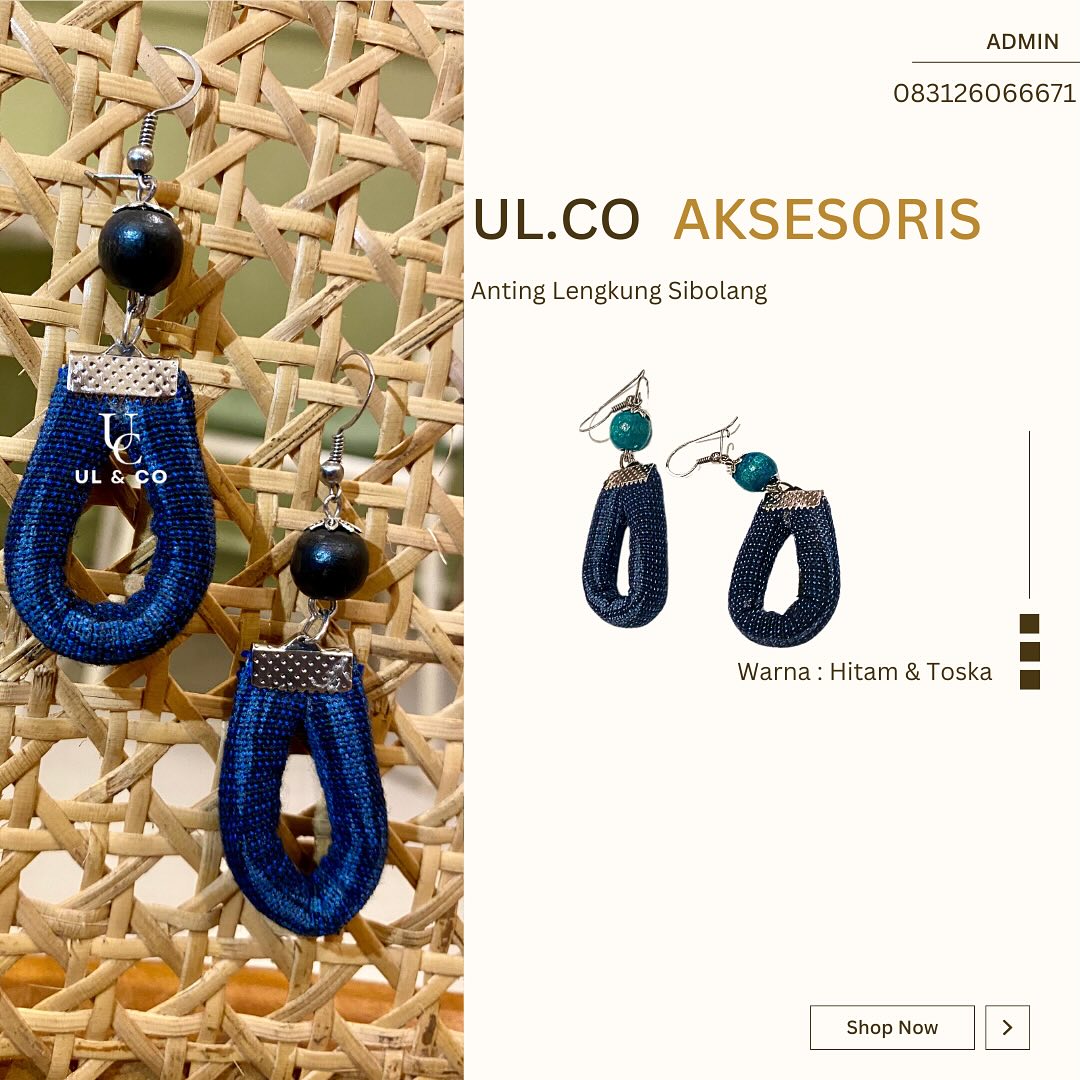 ADMIN
083126066671
UL.CO AKSESORIS
Anting Lengkung Sibolang
UC
UL & CO
Warna : Hitam & Toska
Shop Now